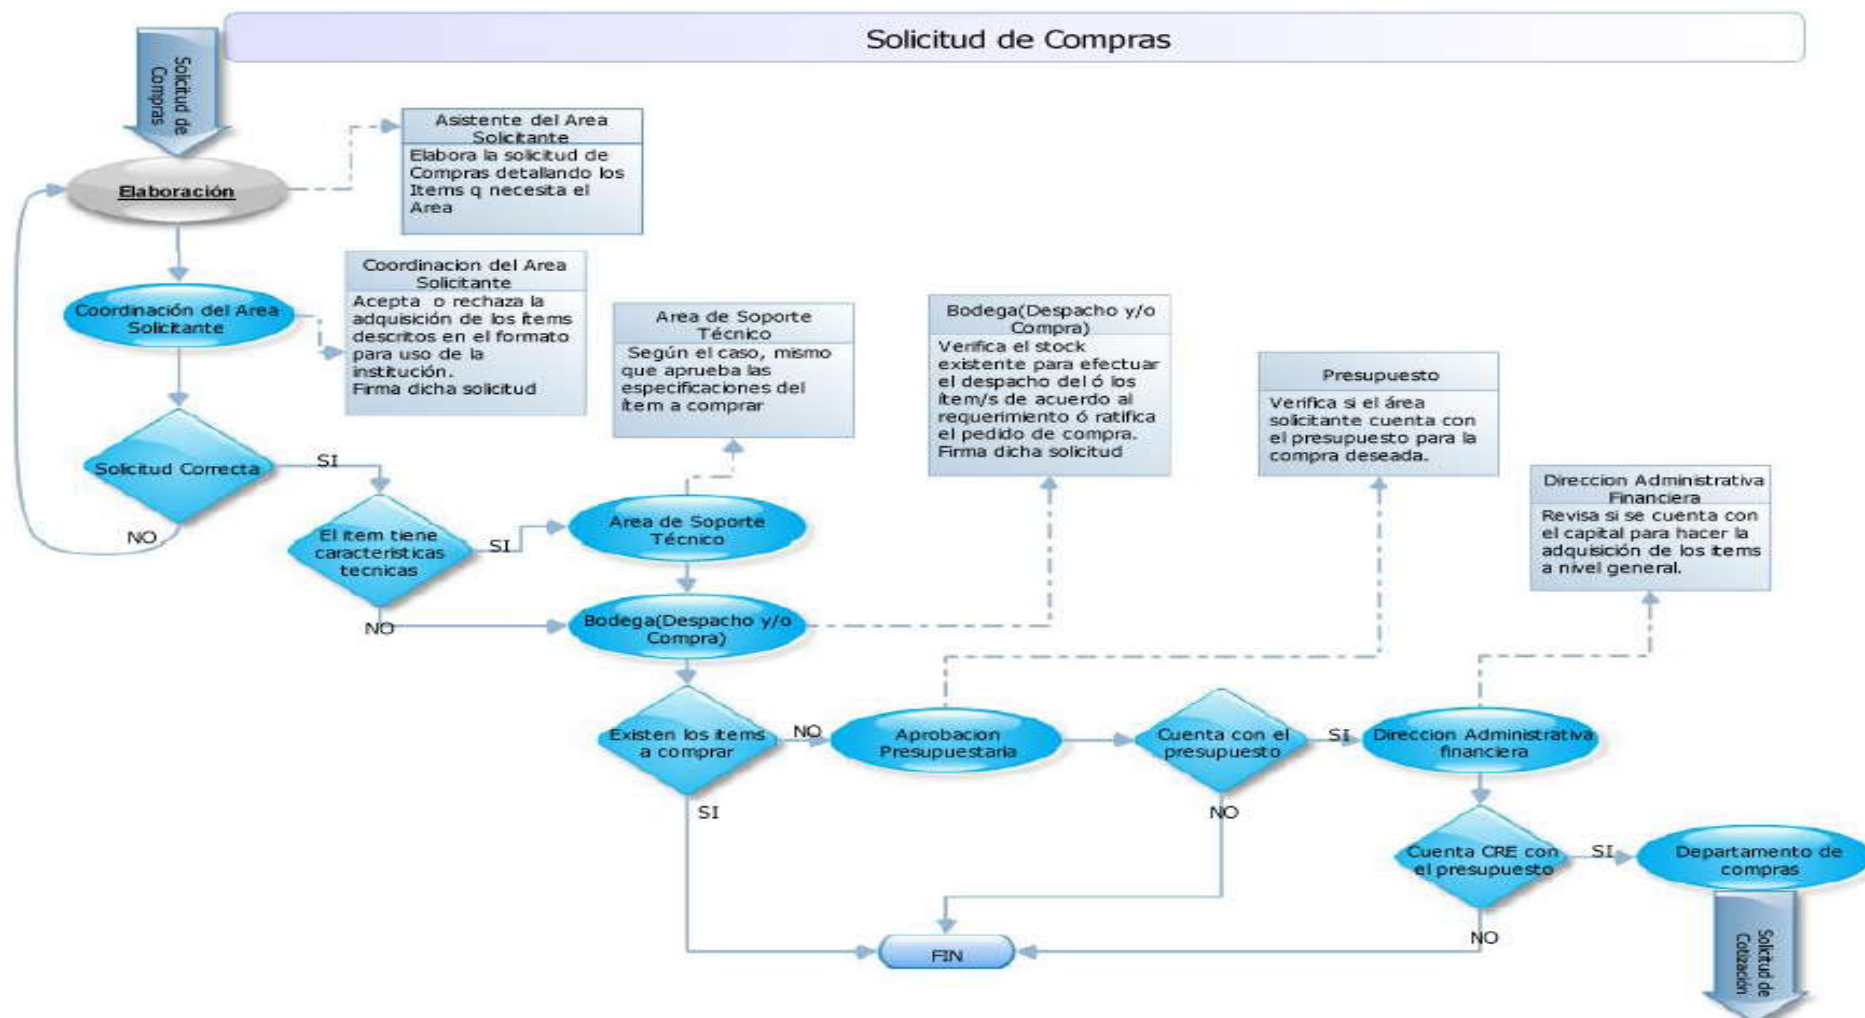 Solicitud de Compras
Solicitud de
Compras
Asistente del Area
Solicitante
Elabora la solicitud de
Compras detallando los
Items q necesita el
Area
Elaboración
Coordinacion del Area
Solicitante
Acepta o rechaza la
adquisición de los ítems
descritos en el formato
para uso de la
institución.
Firma dicha solicitud
Coordinación del Area
Solicitante
Area de Soporte
Técnico
Según el caso, mismo
que aprueba las
especificaciones del
ítem a comprar
Bodega(Despacho y/o
Compra)
Verifica el stock
existente para efectuar
el despacho del ó los
ítem/s de acuerdo al
requerimiento ó ratifica
el pedido de compra.
Firma dicha solicitud
Presupuesto
Verifica si el área
solicitante cuenta con
el presupuesto para la
compra deseada.
Direccion Administrativa
Financiera
Revisa si se cuenta con
el capital para hacer la
adquisición de los items
a nivel general.
Solicitud Correcta
SI
NO
El item tiene
caracteristicas
tecnicas
SI
NO
Area de Soporte
Técnico
Bodega(Despacho y/o
Compra)
Existen los items
a comprar
NO
SI
Aprobacion
Presupuestaria
Cuenta con el
presupuesto
SI
NO
Direccion Administrativa
financiera
Cuenta CRE con
el presupuesto
SI
NO
Departamento de
compras
FIN
Solicitud de
Cotización